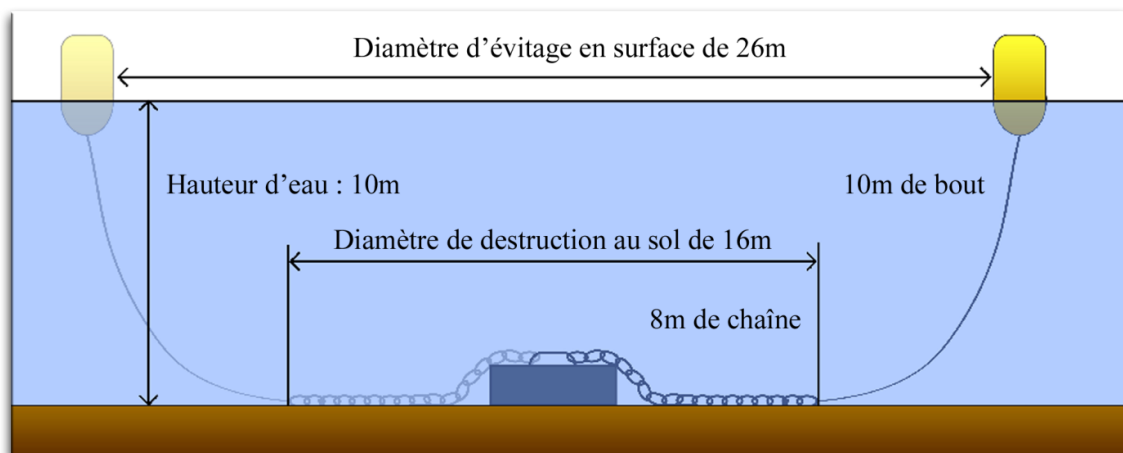 Diamètre d’évitage en surface de 26m
Hauteur d’eau : 10m
10m de bout
Diamètre de destruction au sol de 16m
8m de chaîne